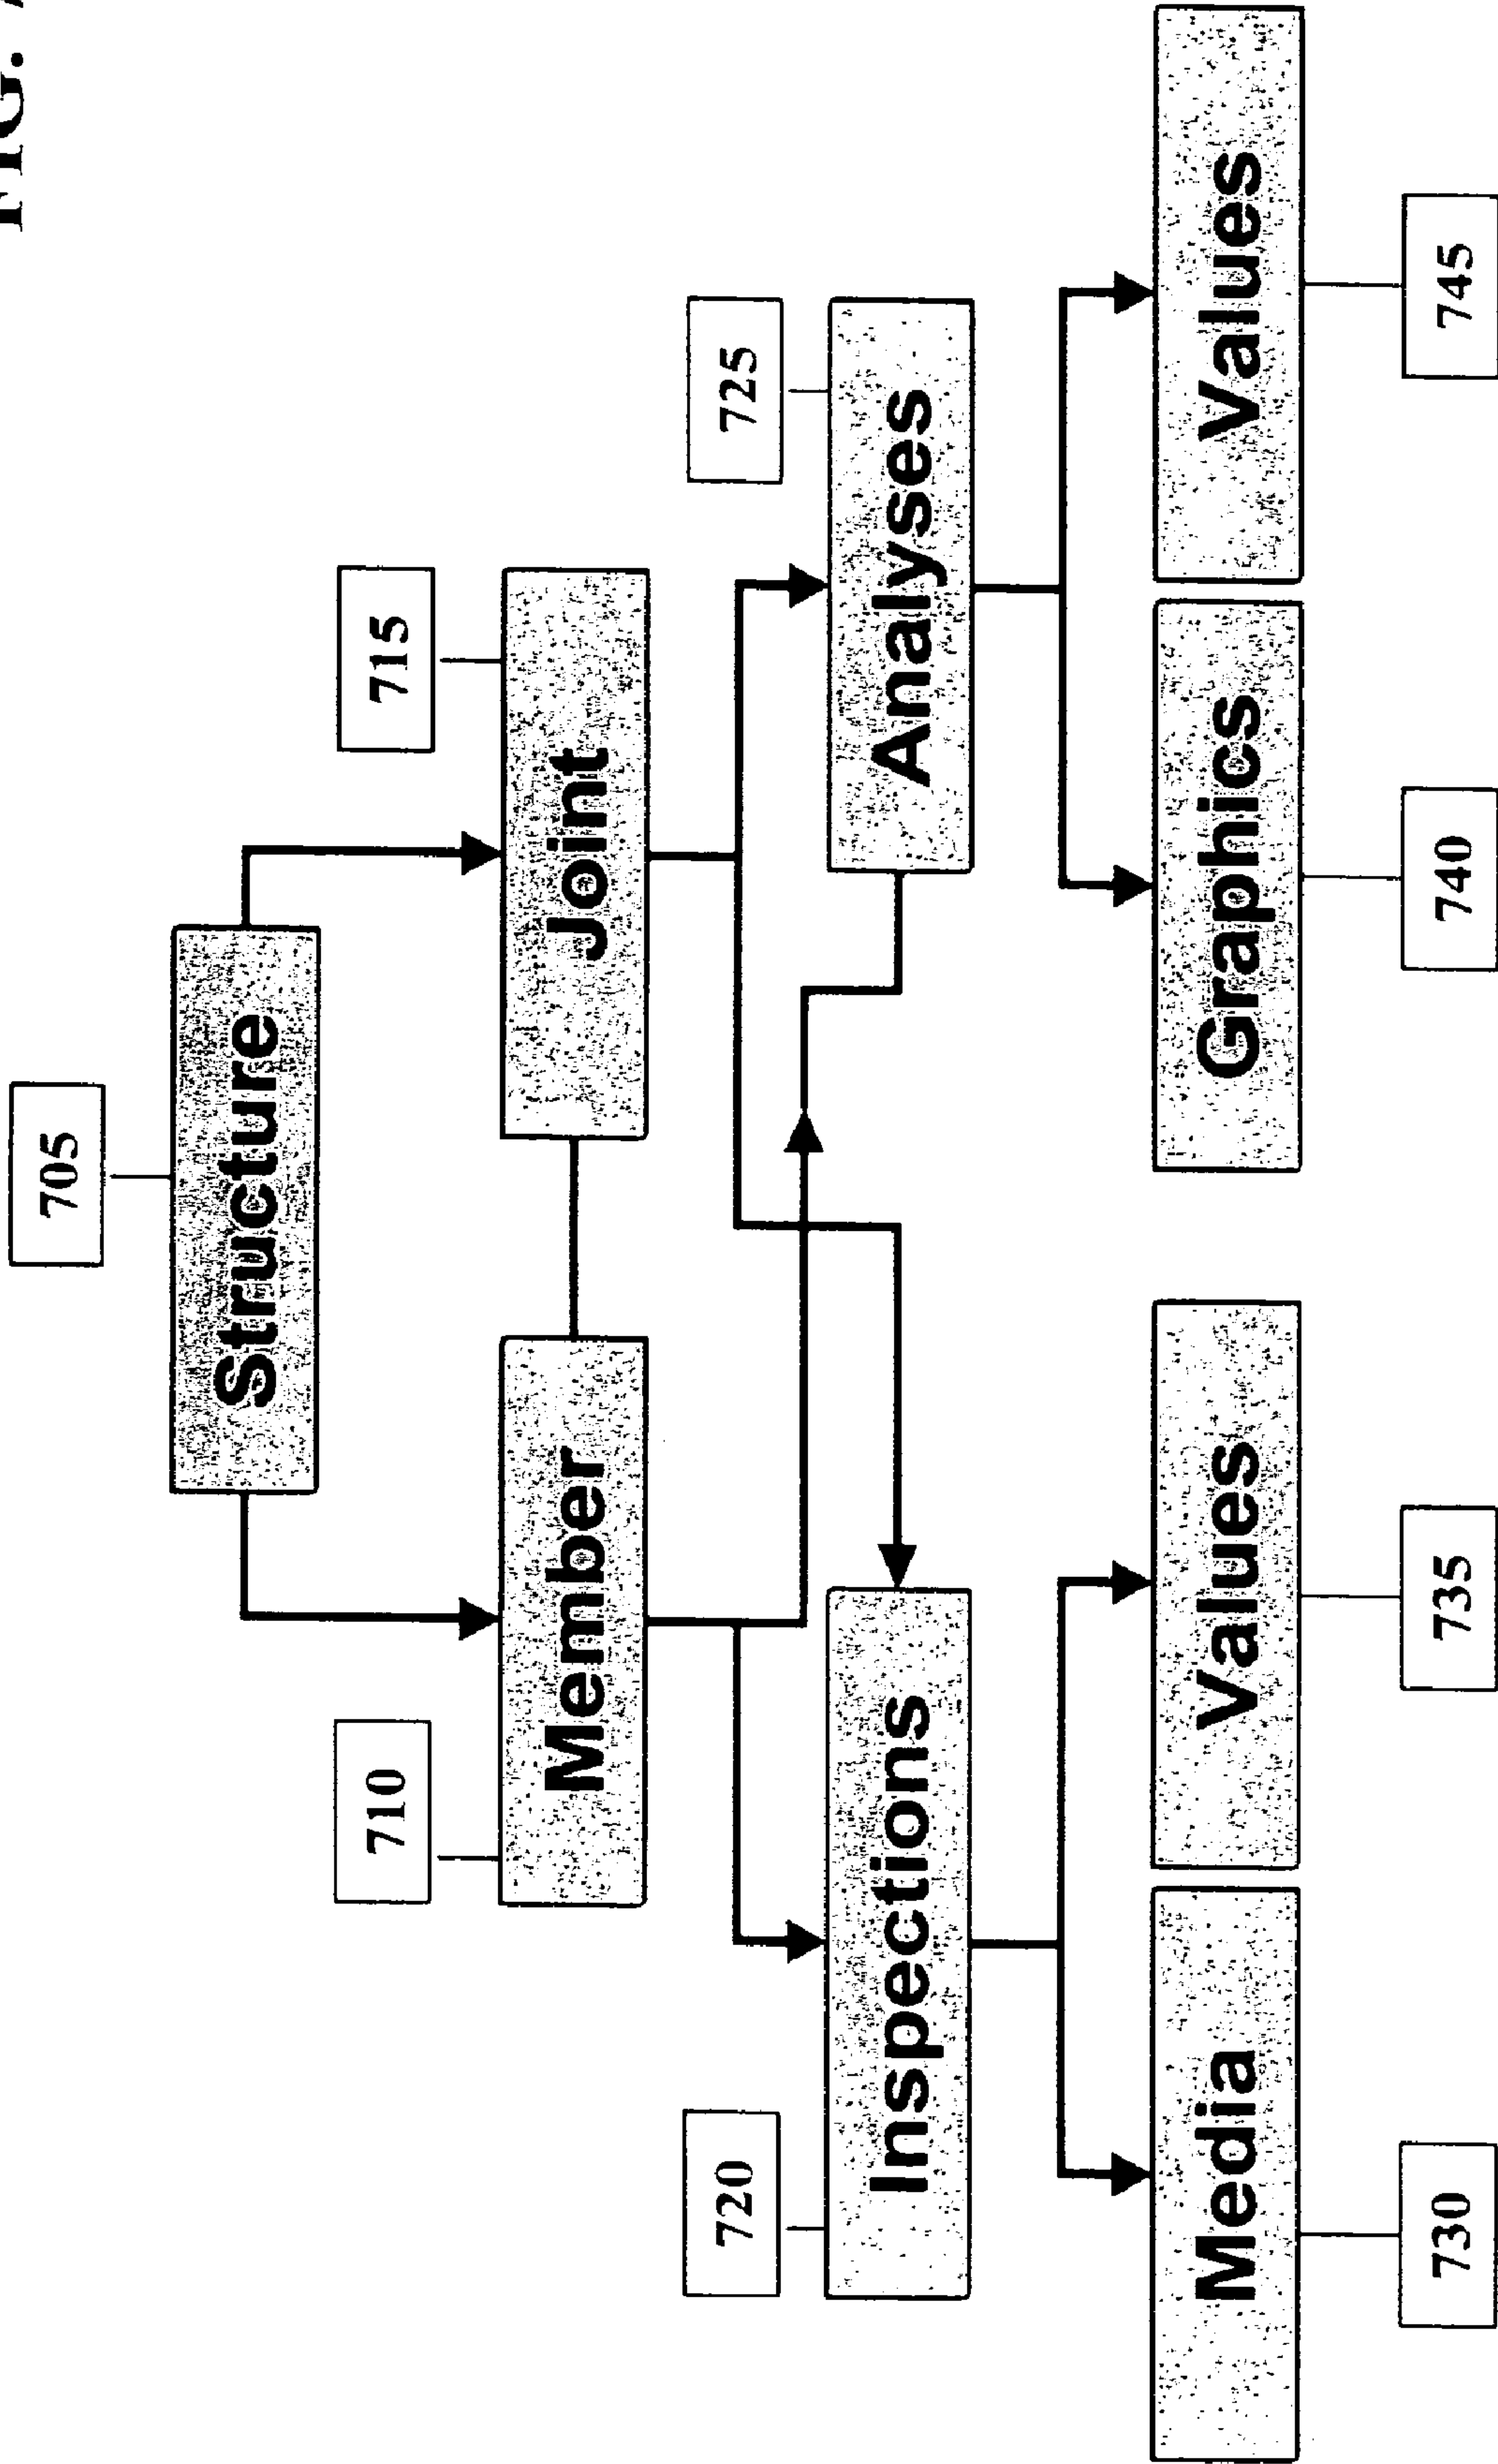 FIG.
705
Structure
710
715
Member
Joint
720
725
Inspections
Analyses
Media
Values
Graphics
Values
730
735
740
745